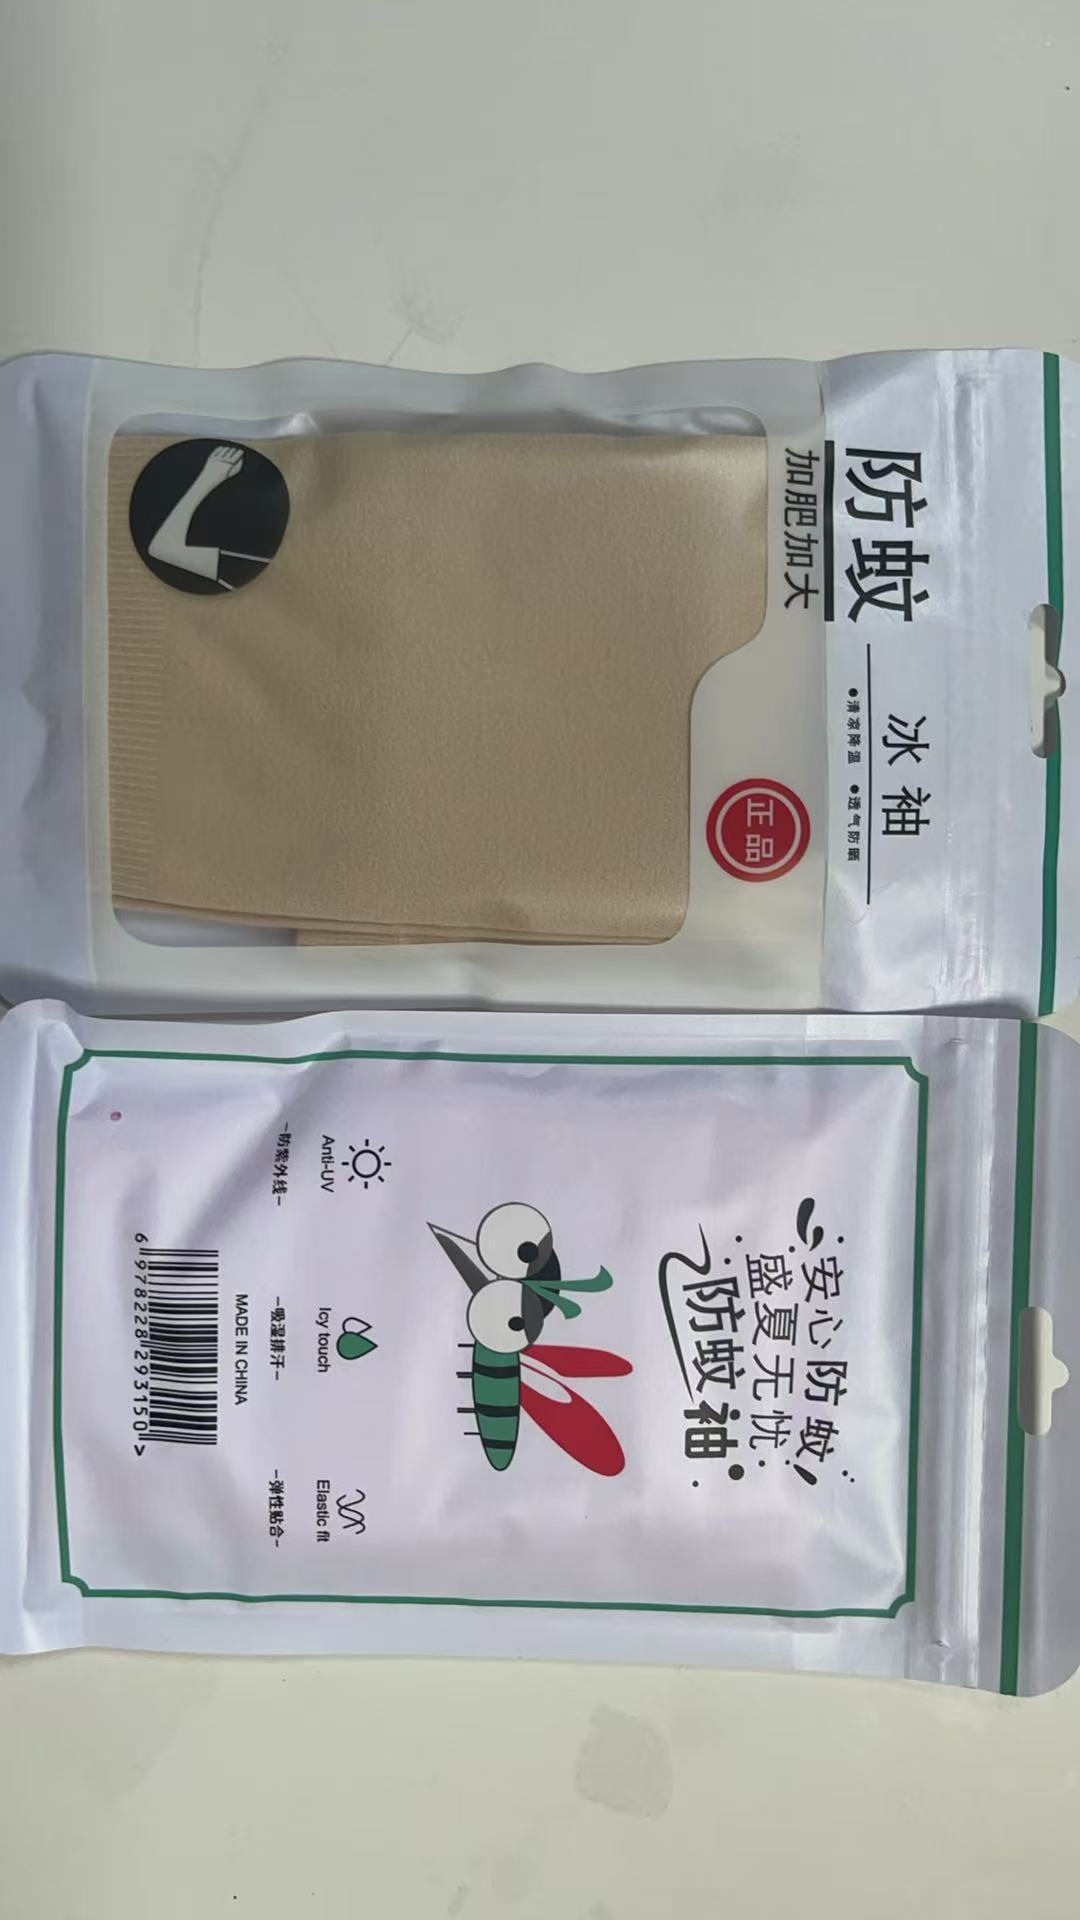 防蚊
加肥加大
冰袖
●清凉降温 ●透气防晒
正品
安心防蚊
盛夏无忧
防蚊袖
Anti-UV
-防紫外线-
Icy touch
-吸湿排汗-
Elastic fit
-弹性贴合-
MADE IN CHINA
6 978228 293150 >